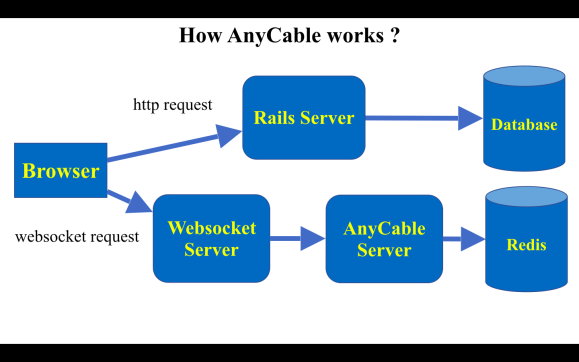 How AnyCable works ?
http request
Rails Server
Database
Browser
websocket request
Websocket
Server
AnyCable
Server
Redis